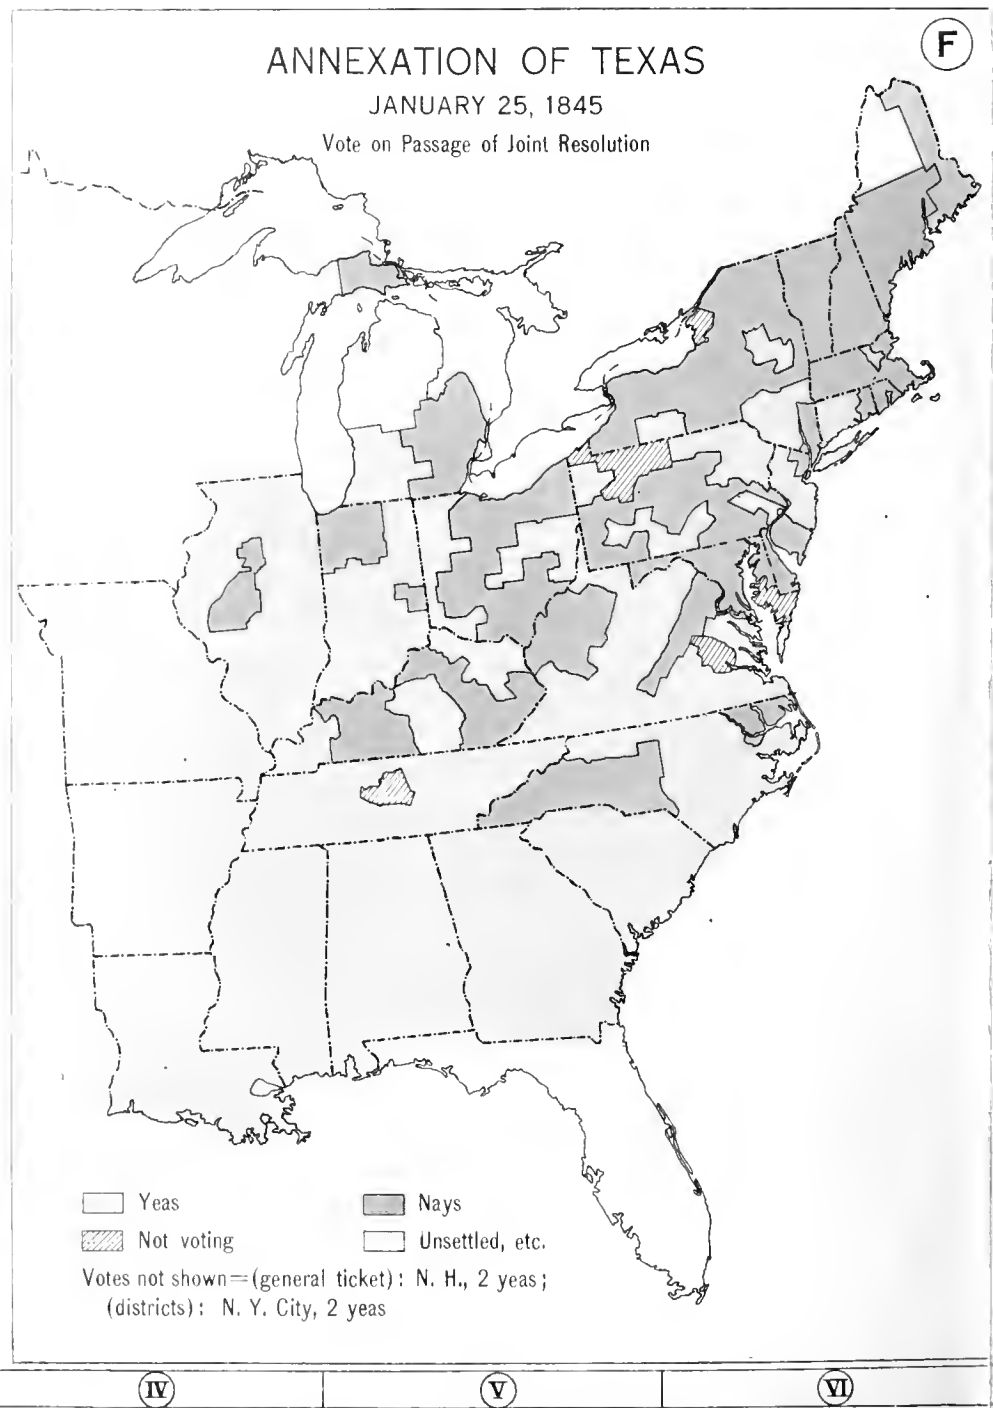 F
ANNEXATION OF TEXAS
JANUARY 25, 1845
Vote on Passage of Joint Resolution
Yeas
Nays
Not voting
Unsettled, etc.
Votes not shown=(general ticket): N. H., 2 yeas;
(districts): N. Y. City, 2 yeas
IV
V
VI